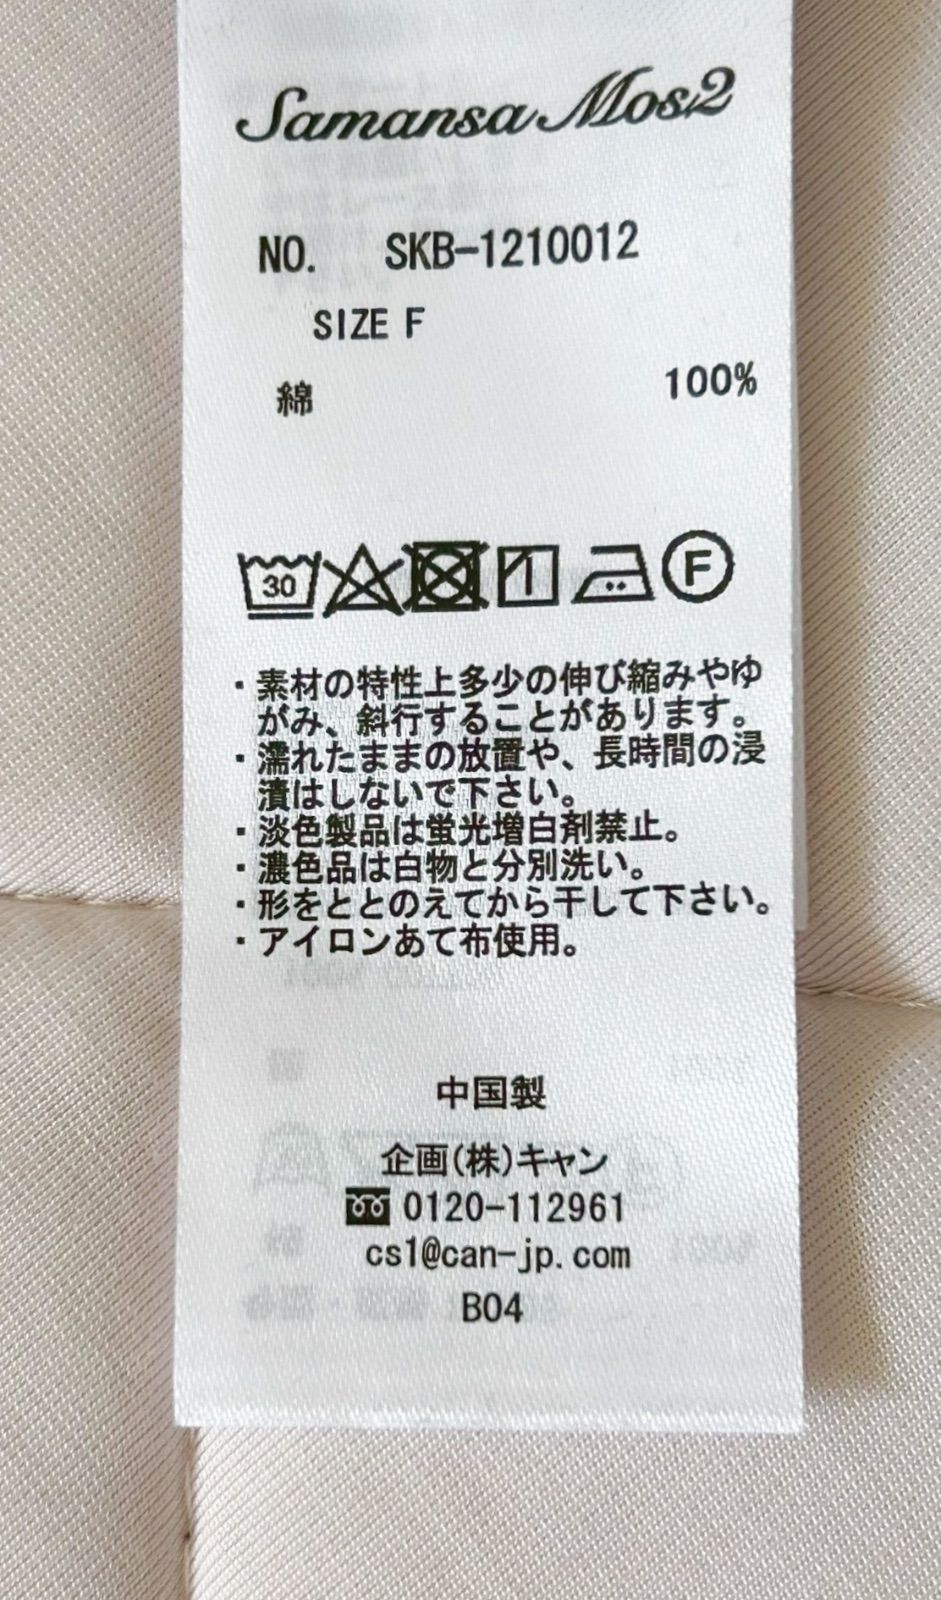 Samansa Mos2
NO. SKB-1210012
SIZE F
綿 100%
30 F
・素材の特性上多少の伸び縮みやゆ
がみ、斜行することがあります。
・濡れたままの放置や、長時間の浸
漬はしないで下さい。
・淡色製品は蛍光増白剤禁止。
・濃色品は白物と分別洗い。
・形をととのえてから干して下さい。
・アイロンあて布使用。
中国製
企画(株)キャン
0120-112961
cs1@can-jp.com
B04